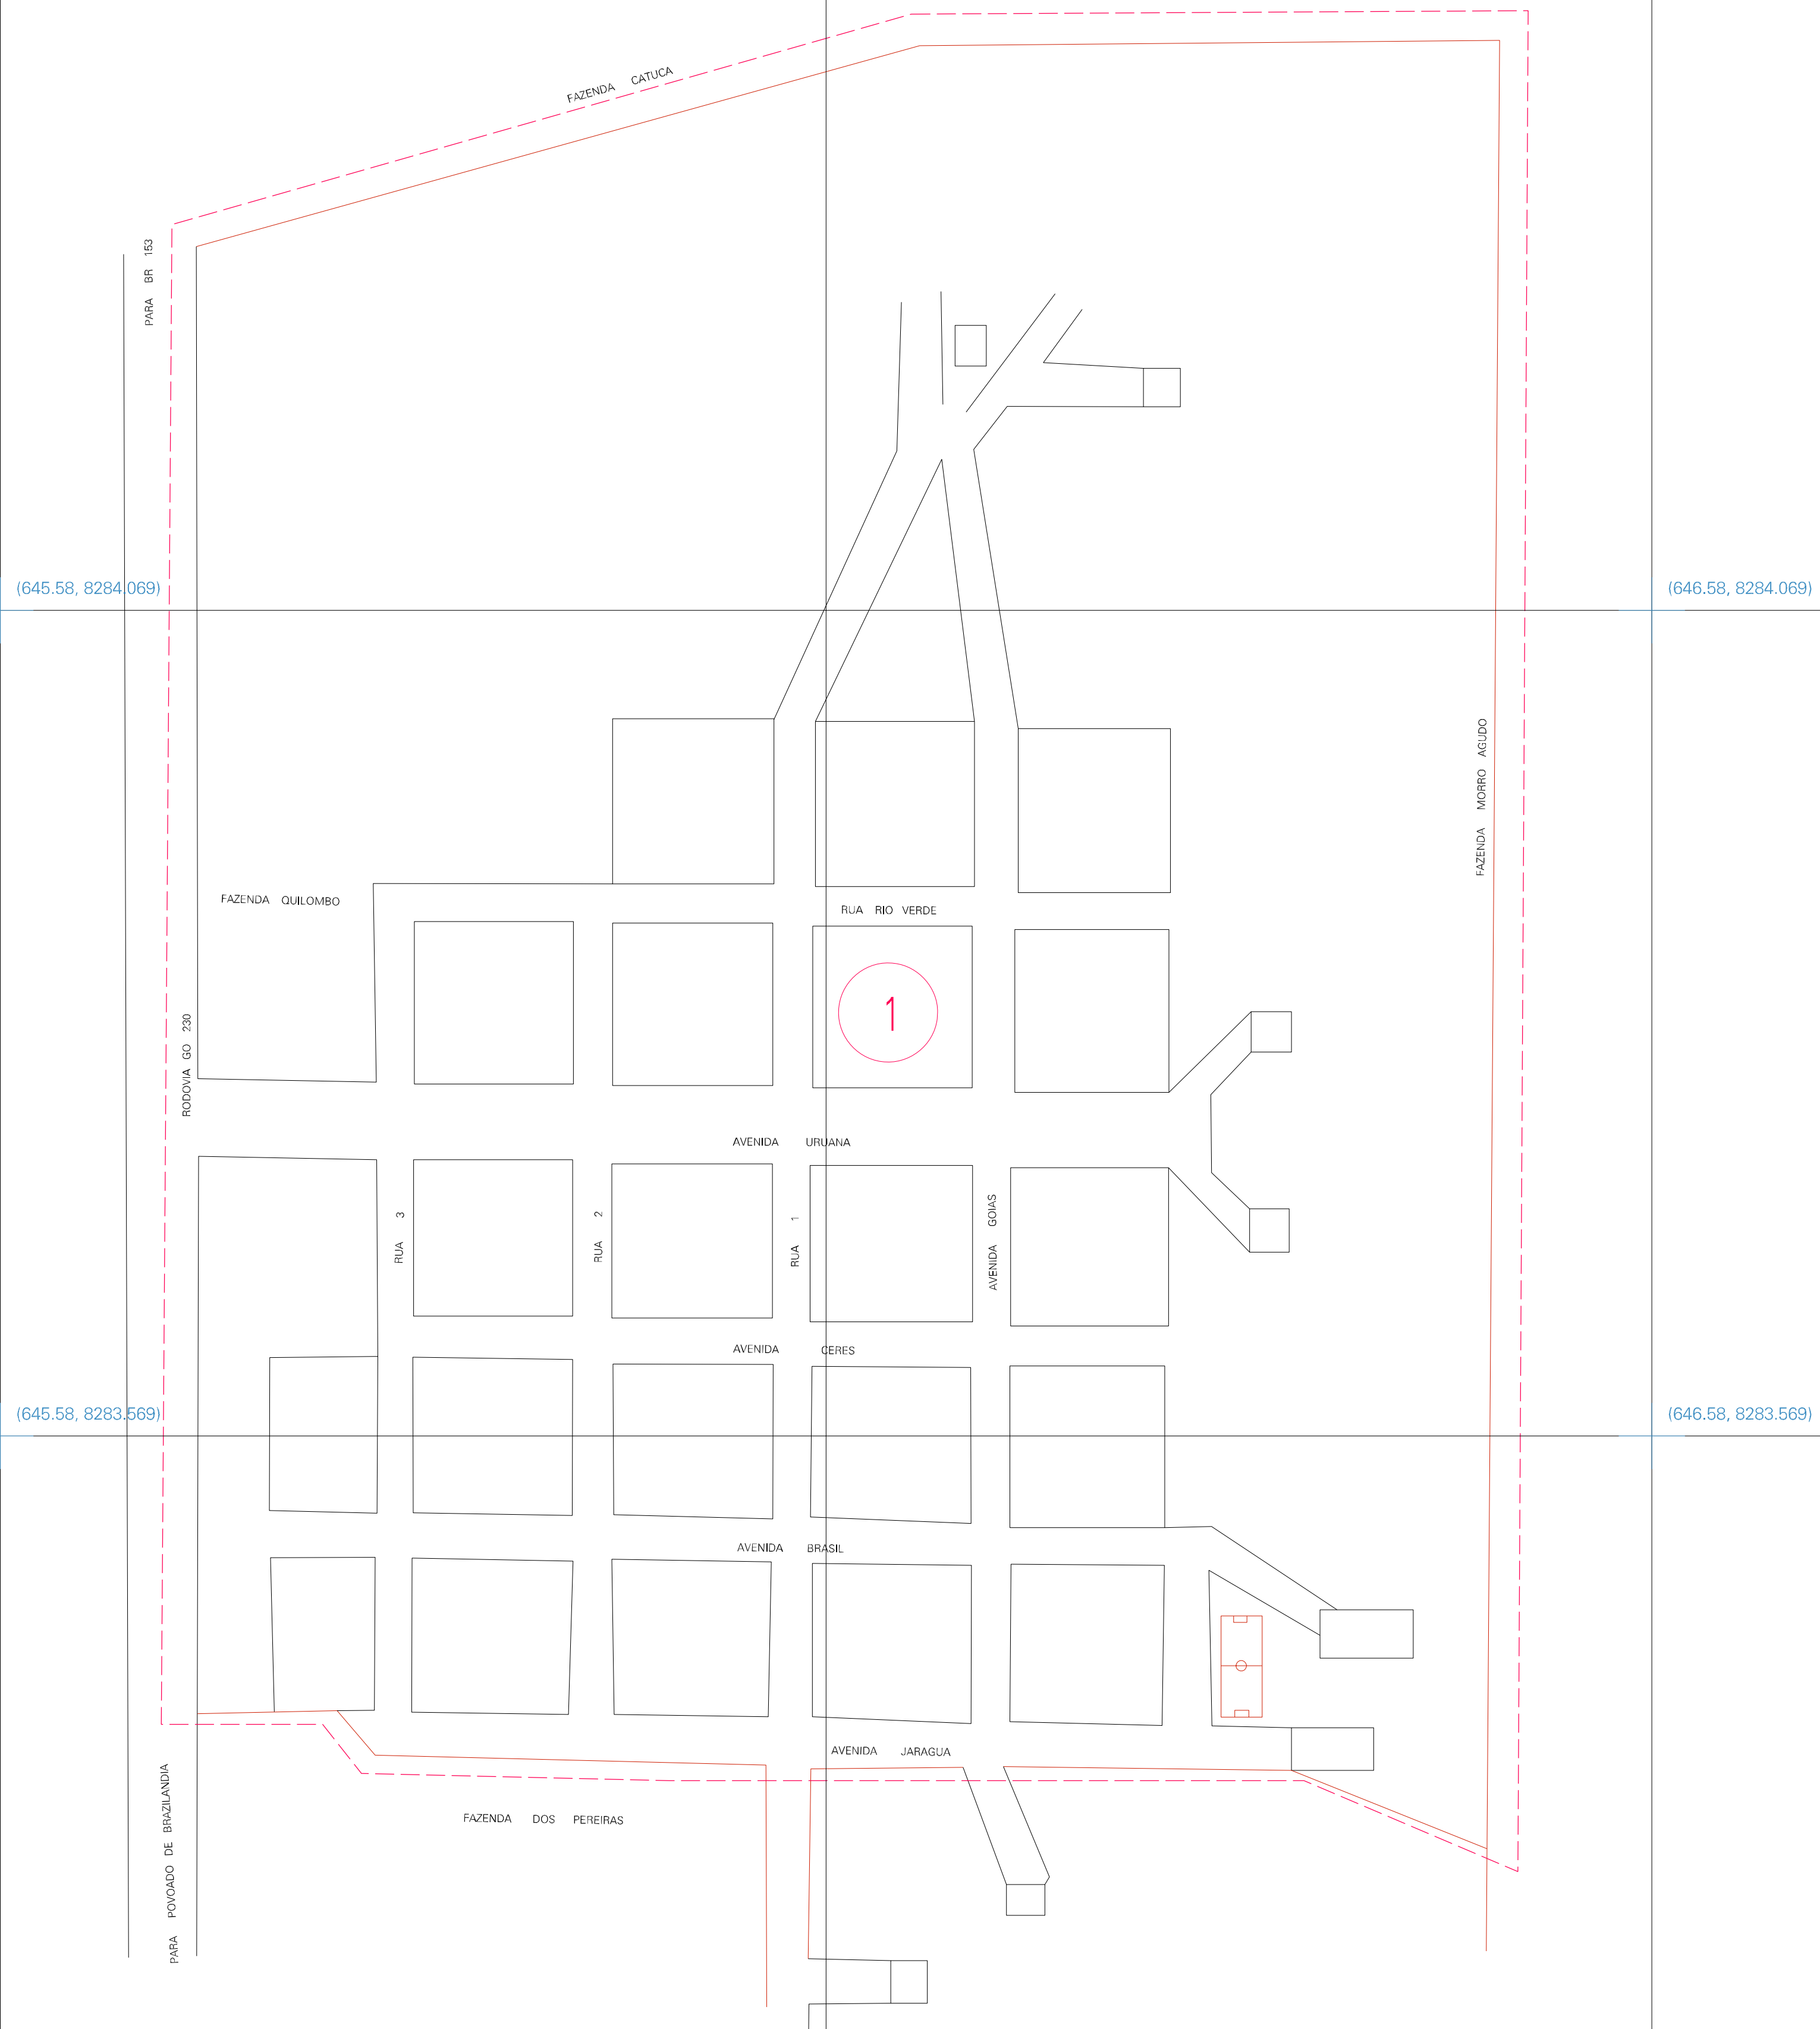 FAZENDA CATUCA
PARA BR 153
(645.58, 8284.069)
(646.58, 8284.069)
FAZENDA MORRO AGUDO
FAZENDA QUILOMBO
RUA RIO VERDE
1
RODOVIA GO 230
AVENIDA URUANA
RUA 3
RUA 2
RUA 1
AVENIDA GOIAS
AVENIDA CERES
(645.58, 8283.569)
(646.58, 8283.569)
AVENIDA BRASIL
AVENIDA JARAGUA
PARA POVOADO DE BRAZILANDIA
FAZENDA DOS PEREIRAS